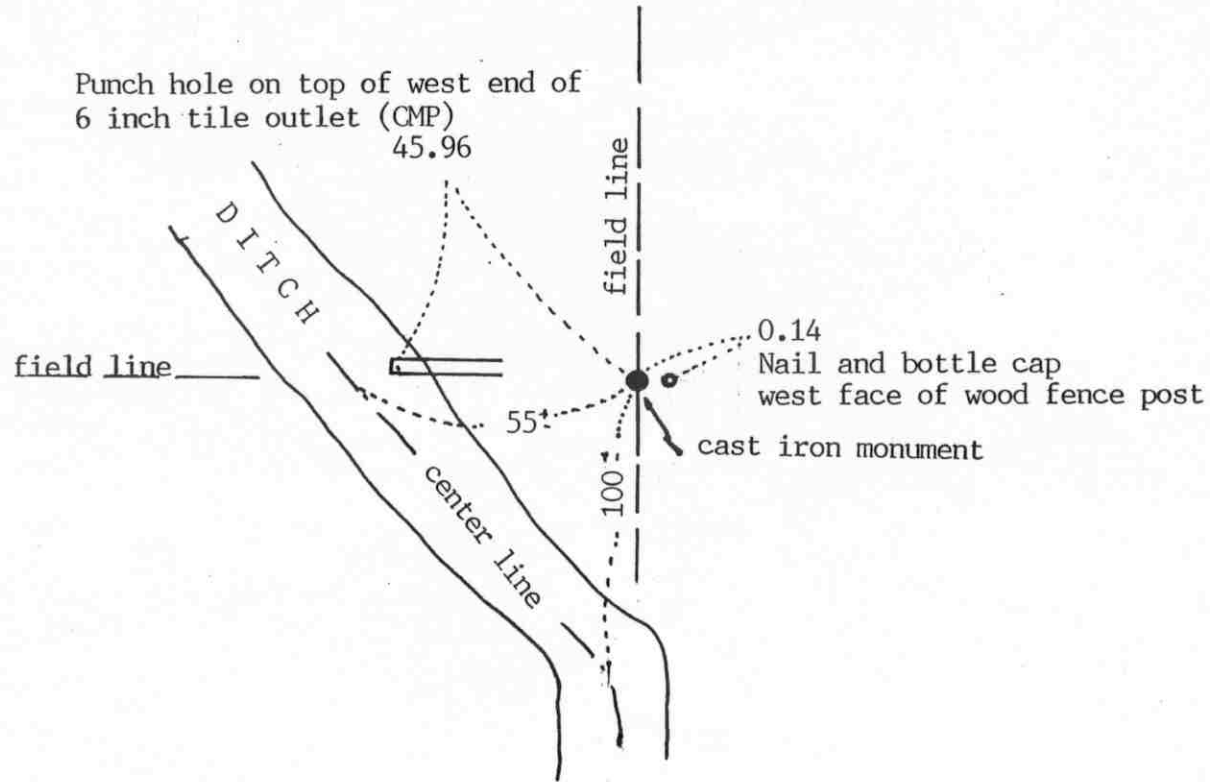 Punch hole on top of west end of
6 inch tile outlet (CMP)
45.96
field line
DITCH
0.14
field line
Nail and bottle cap
west face of wood fence post
55'±
cast iron monument
100'
center line